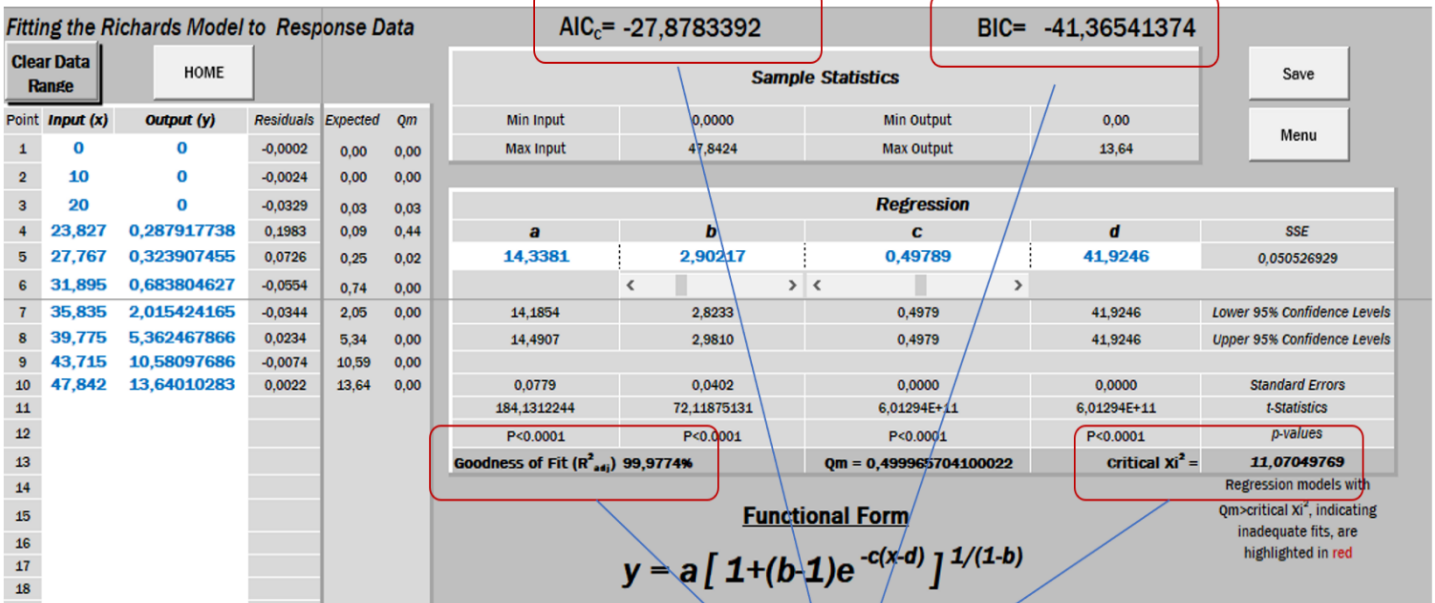 Fitting the Richards Model to Response Data AICc= -27,8783392 BIC= -41,36541374
Clear Data Range HOME Sample Statistics Save
Point Input (x) Output (y) Residuals Expected Qm Min Input 0,0000 Min Output 0,00 Menu
1 0 0 -0,0002 0,00 0,00 Max Input 47,8424 Max Output 13,64
2 10 0 -0,0024 0,00 0,00
3 20 0 -0,0329 0,03 0,03 Regression
4 23,827 0,287917738 0,1983 0,09 0,44 a b c d SSE
5 27,767 0,323907455 0,0726 0,25 0,02 14,3381 2,90217 0,49789 41,9246 0,050526929
6 31,895 0,683804627 -0,0554 0,74 0,00 < > < >
7 35,835 2,015424165 -0,0344 2,05 0,00 14,1854 2,8233 0,4979 41,9246 Lower 95% Confidence Levels
8 39,775 5,362467866 0,0234 5,34 0,00 14,4907 2,9810 0,4979 41,9246 Upper 95% Confidence Levels
9 43,715 10,58097686 -0,0074 10,59 0,00
10 47,842 13,64010283 0,0022 13,64 0,00 0,0779 0,0402 0,0000 0,0000 Standard Errors
11 184,1312244 72,11875131 6,01294E+11 6,01294E+11 t-Statistics
12 P<0.0001 P<0.0001 P<0.0001 P<0.0001 p-values
13 Goodness of Fit (R²adj) 99,9774% Qm = 0,499965704100022 Critical Xi² = 11,07049769
14 Regression models with
15 Functional Form Qm>critical Xi², indicating
16 inadequate fits, are
17 y = a [ 1+(b-1)e -c(x-d) ] 1/(1-b) highlighted in red
18